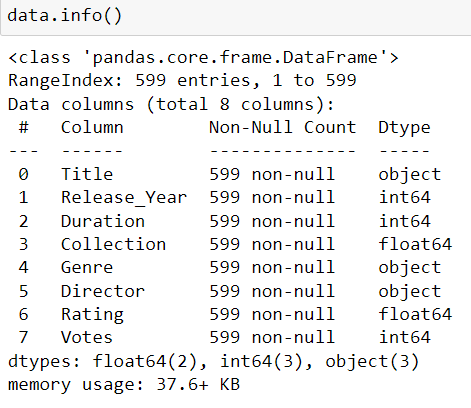 data.info()
<class 'pandas.core.frame.DataFrame'>
RangeIndex: 599 entries, 1 to 599
Data columns (total 8 columns):
 #   Column        Non-Null Count  Dtype
---  ------        --------------  -----
 0   Title         599 non-null    object
 1   Release_Year  599 non-null    int64
 2   Duration      599 non-null    int64
 3   Collection    599 non-null    float64
 4   Genre         599 non-null    object
 5   Director      599 non-null    object
 6   Rating        599 non-null    float64
 7   Votes         599 non-null    int64
dtypes: float64(2), int64(3), object(3)
memory usage: 37.6+ KB